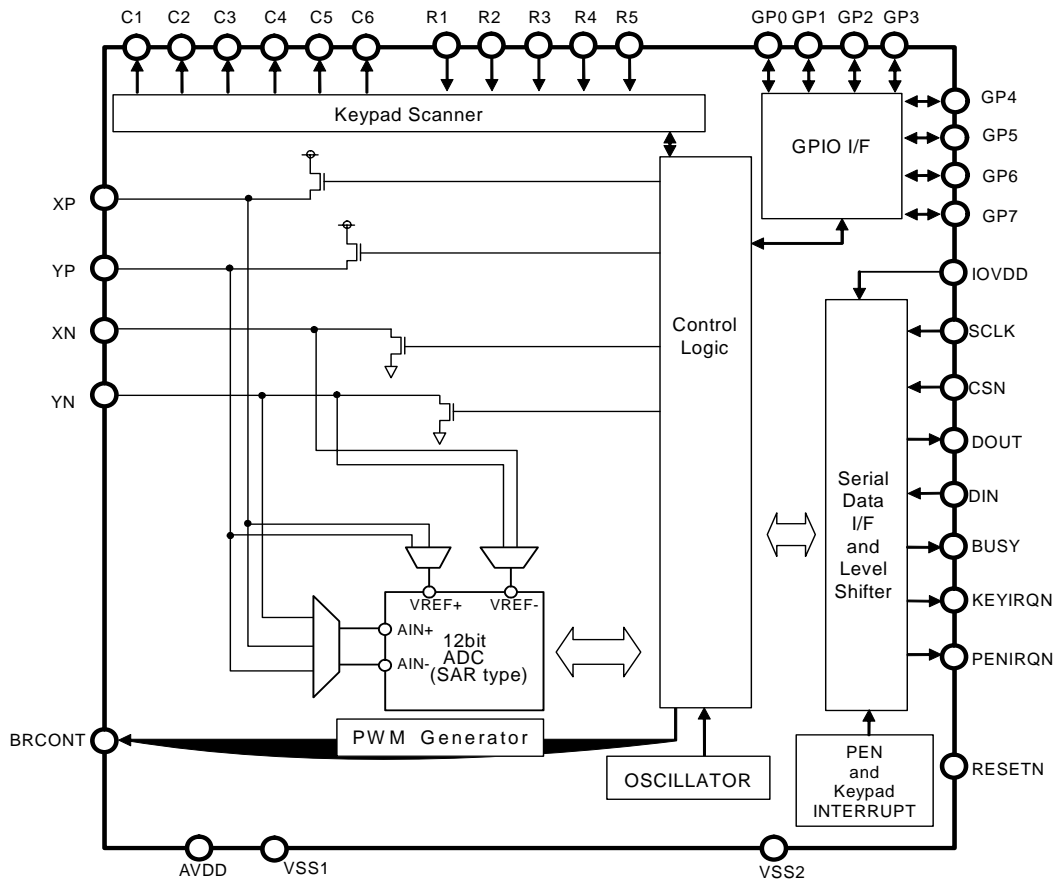 C1 C2 C3 C4 C5 C6 R1 R2 R3 R4 R5 GP0 GP1 GP2 GP3
Keypad Scanner
GPIO I/F
GP4
GP5
GP6
GP7
XP
YP
XN
YN
Control
Logic
IOVDD
SCLK
CSN
DOUT
DIN
BUSY
KEYIRQN
PENIRQN
Serial
Data
I/F
and
Level
Shifter
VREF+ VREF-
AIN+
AIN-
12bit
ADC
(SAR type)
BRCONT
PWM Generator
OSCILLATOR
PEN
and
Keypad
INTERRUPT
RESETN
AVDD
VSS1
VSS2